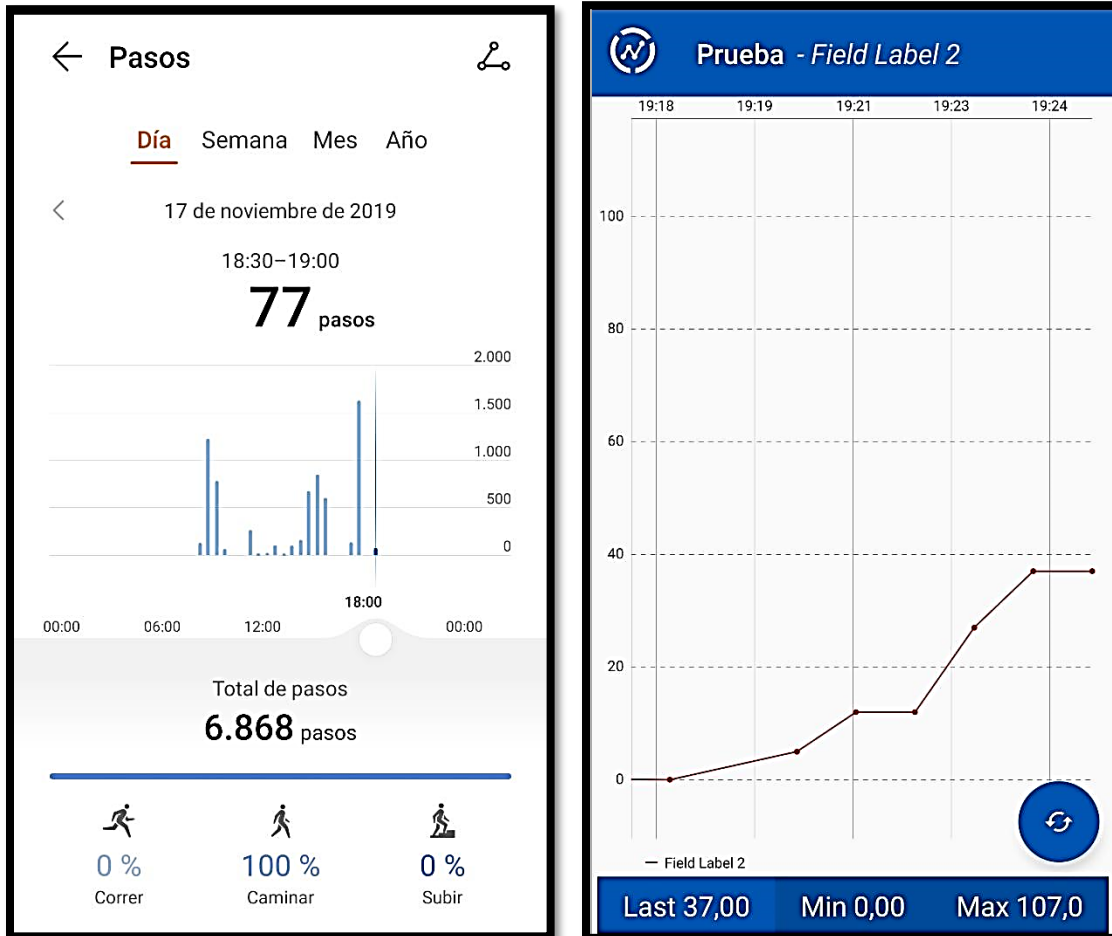 Pasos
Día Semana Mes Año
17 de noviembre de 2019
18:30–19:00
77 pasos
2.000
1.500
1.000
500
0
18:00
00:00 06:00 12:00 00:00
Total de pasos
6.868 pasos
0 % 100 % 0 %
Correr Caminar Subir
Prueba - Field Label 2
19:18 19:19 19:21 19:23 19:24
100
80
60
40
20
0
Field Label 2
Last 37,00 Min 0,00 Max 107,0